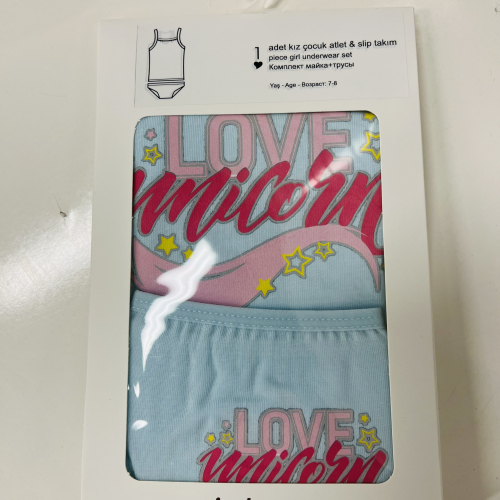 1 adet kız çocuk atlet & slip takım
piece girl underwear set
Комплект майка+трусы
Yaş - Age - Возраст: 7-8
LOVE
unicorn
LOVE
unicorn